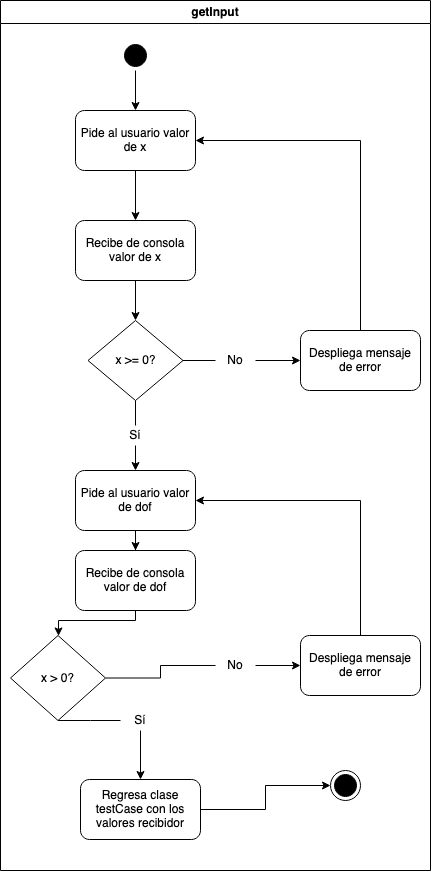 getInput
Pide al usuario valor
de x
Recibe de consola
valor de x
x >= 0?
No
Despliega mensaje
de error
Sí
Pide al usuario valor
de dof
Recibe de consola
valor de dof
x > 0?
No
Despliega mensaje
de error
Sí
Regresa clase
testCase con los
valores recibidor